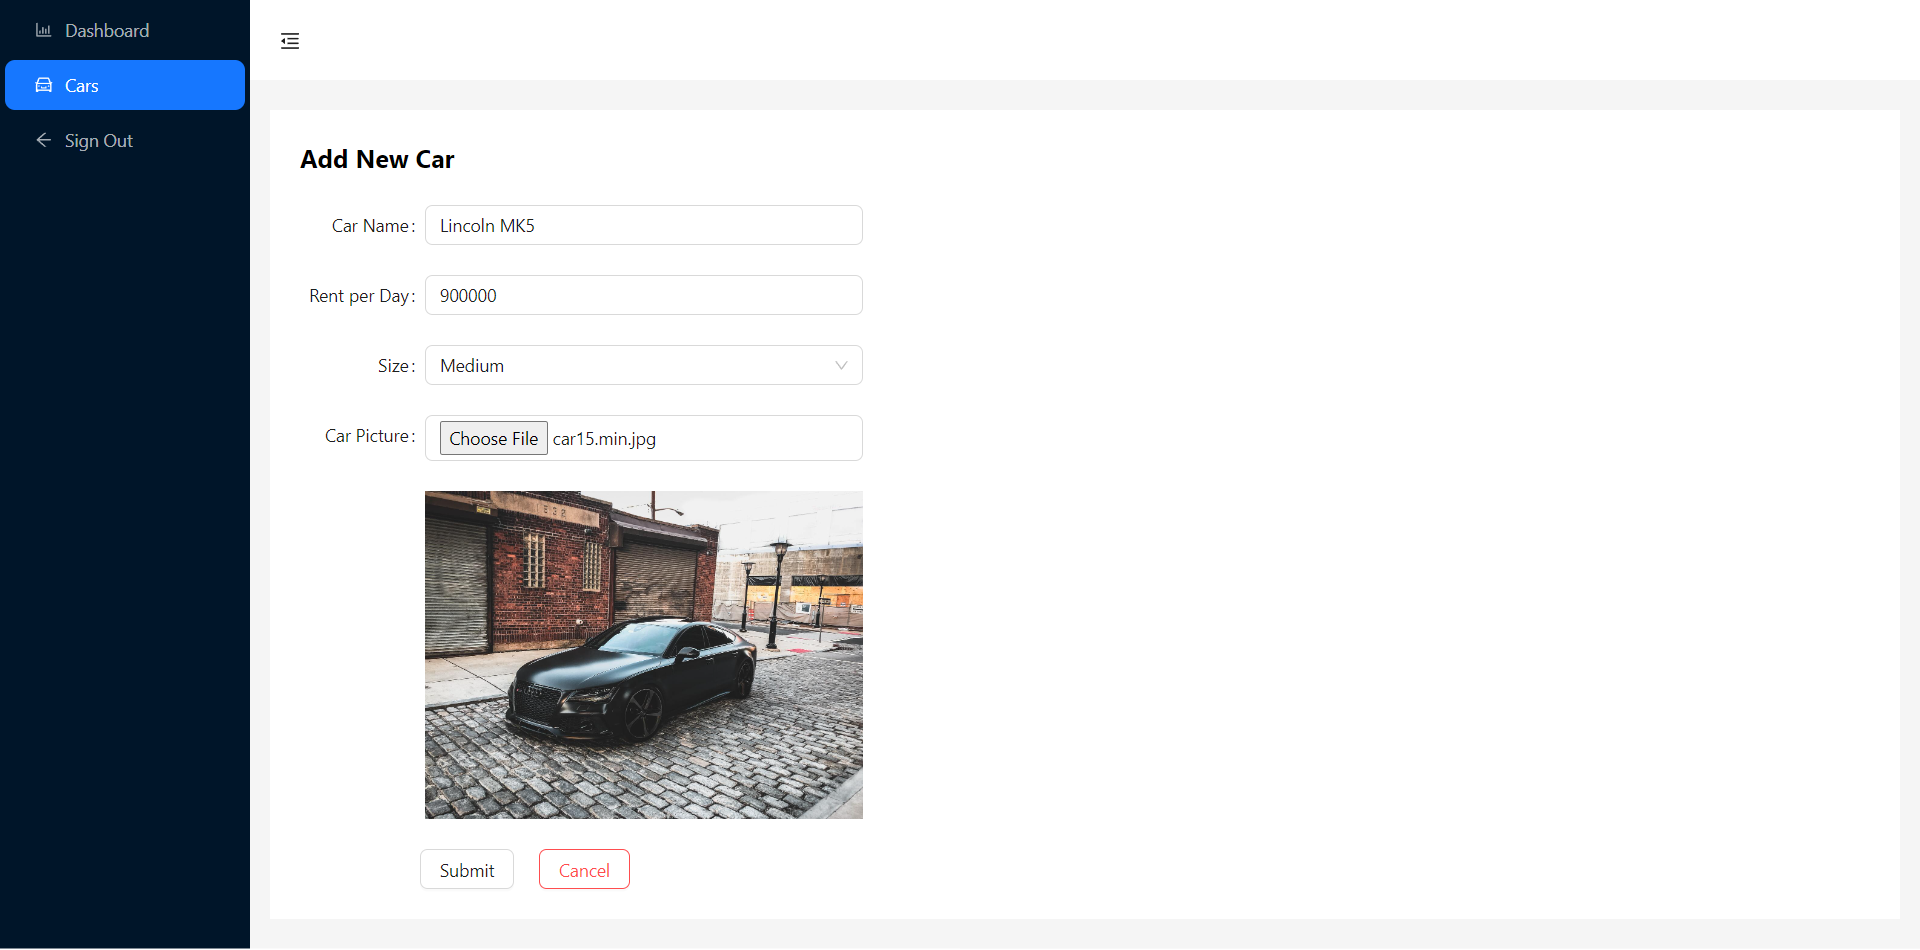 Dashboard
Cars
Sign Out
Add New Car
Car Name:
Lincoln MK5
Rent per Day:
900000
Size:
Medium
Car Picture:
Choose File car15.min.jpg
Submit
Cancel